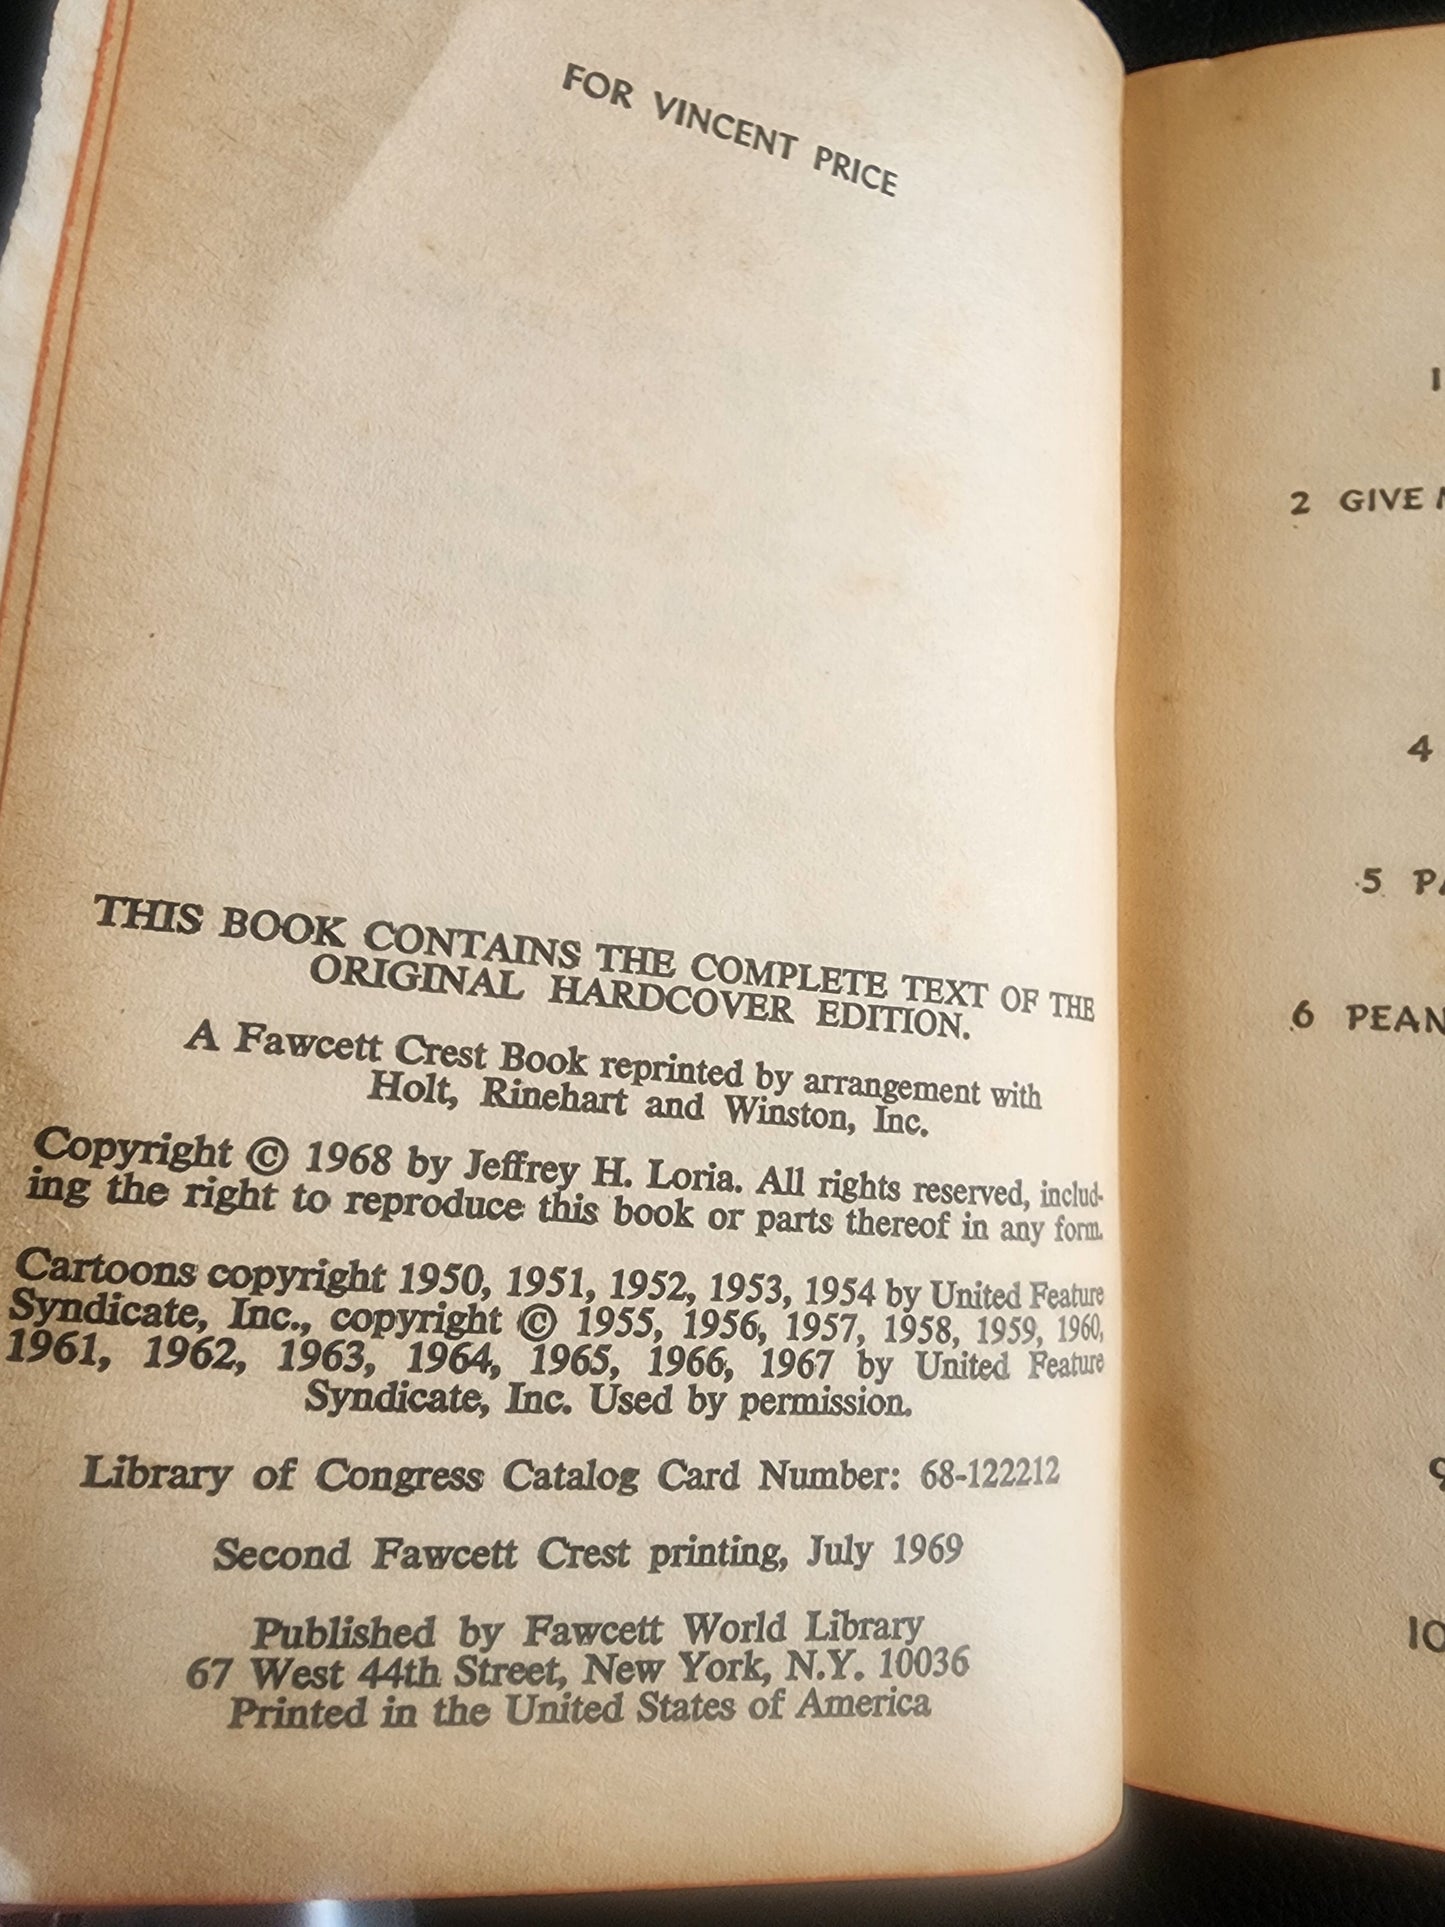 FOR VINCENT PRICE
THIS BOOK CONTAINS THE COMPLETE TEXT OF THE
ORIGINAL HARDCOVER EDITION.
A Fawcett Crest Book reprinted by arrangement with
Holt, Rinehart and Winston, Inc.
Copyright © 1968 by Jeffrey H. Loria. All rights reserved, includ-
ing the right to reproduce this book or parts thereof in any form.
Cartoons copyright 1950, 1951, 1952, 1953, 1954 by United Feature
Syndicate, Inc., copyright © 1955, 1956, 1957, 1958, 1959, 1960,
1961, 1962, 1963, 1964, 1965, 1966, 1967 by United Feature
Syndicate, Inc. Used by permission.
Library of Congress Catalog Card Number: 68-122212
Second Fawcett Crest printing, July 1969
Published by Fawcett World Library
67 West 44th Street, New York, N.Y. 10036
Printed in the United States of America
1
2 GIVE
4
5
6
9
10